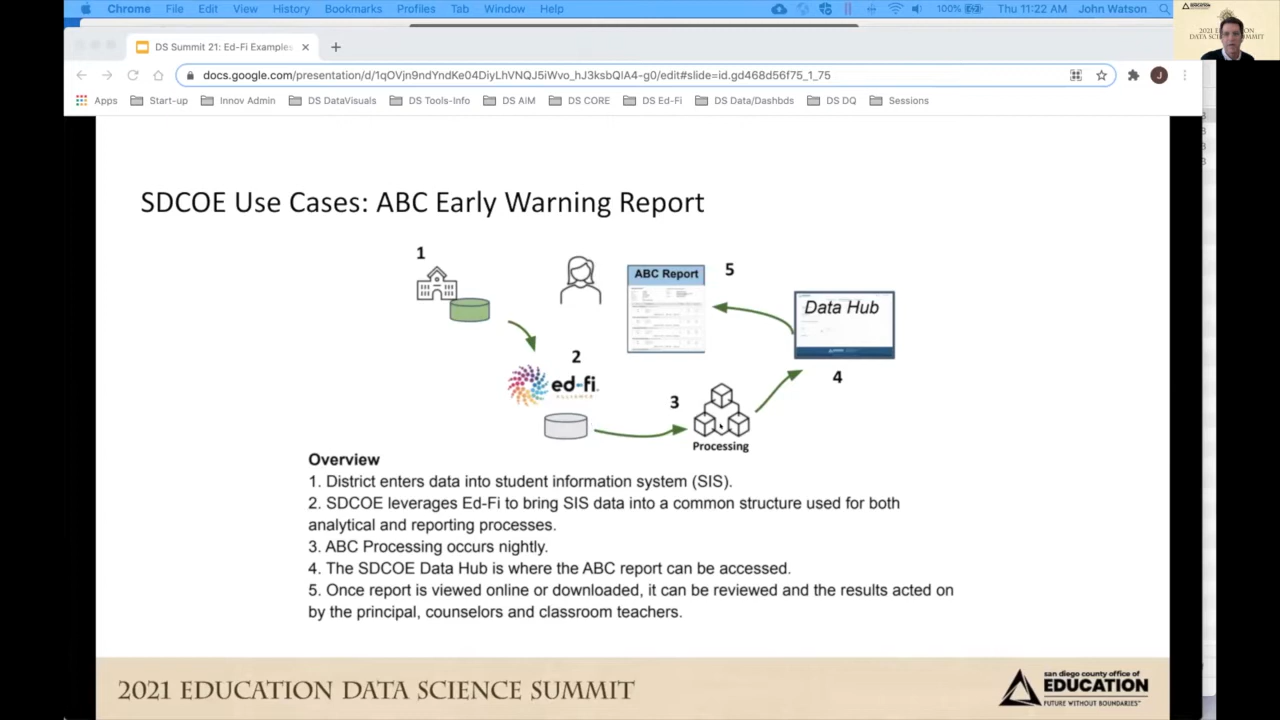 Chrome File Edit View History Bookmarks Profiles Tab Window Help 100% Thu 11:22 AM John Watson
EDUCATION
2021 EDUCATION
DATA SCIENCE SUMMIT
DS Summit 21: Ed-Fi Examples
docs.google.com/presentation/d/1qOVjn9ndYndKe04DiyLhVNQJ5iWvo_hJ3ksbQIA4-g0/edit#slide=id.gd468d56f75_1_75
J
Apps Start-up Innov Admin DS DataVisuals DS Tools-Info DS AiM DS CORE DS Ed-Fi DS Data/Dashbds DS DQ Sessions
SDCOE Use Cases: ABC Early Warning Report
1
ABC Report
5
Data Hub
2
ed-fi
ALLIANCE
4
3
Processing
Overview
1. District enters data into student information system (SIS).
2. SDCOE leverages Ed-Fi to bring SIS data into a common structure used for both
analytical and reporting processes.
3. ABC Processing occurs nightly.
4. The SDCOE Data Hub is where the ABC report can be accessed.
5. Once report is viewed online or downloaded, it can be reviewed and the results acted on
by the principal, counselors and classroom teachers.
2021 EDUCATION DATA SCIENCE SUMMIT
san diego county office of
EDUCATION
FUTURE WITHOUT BOUNDARIES™